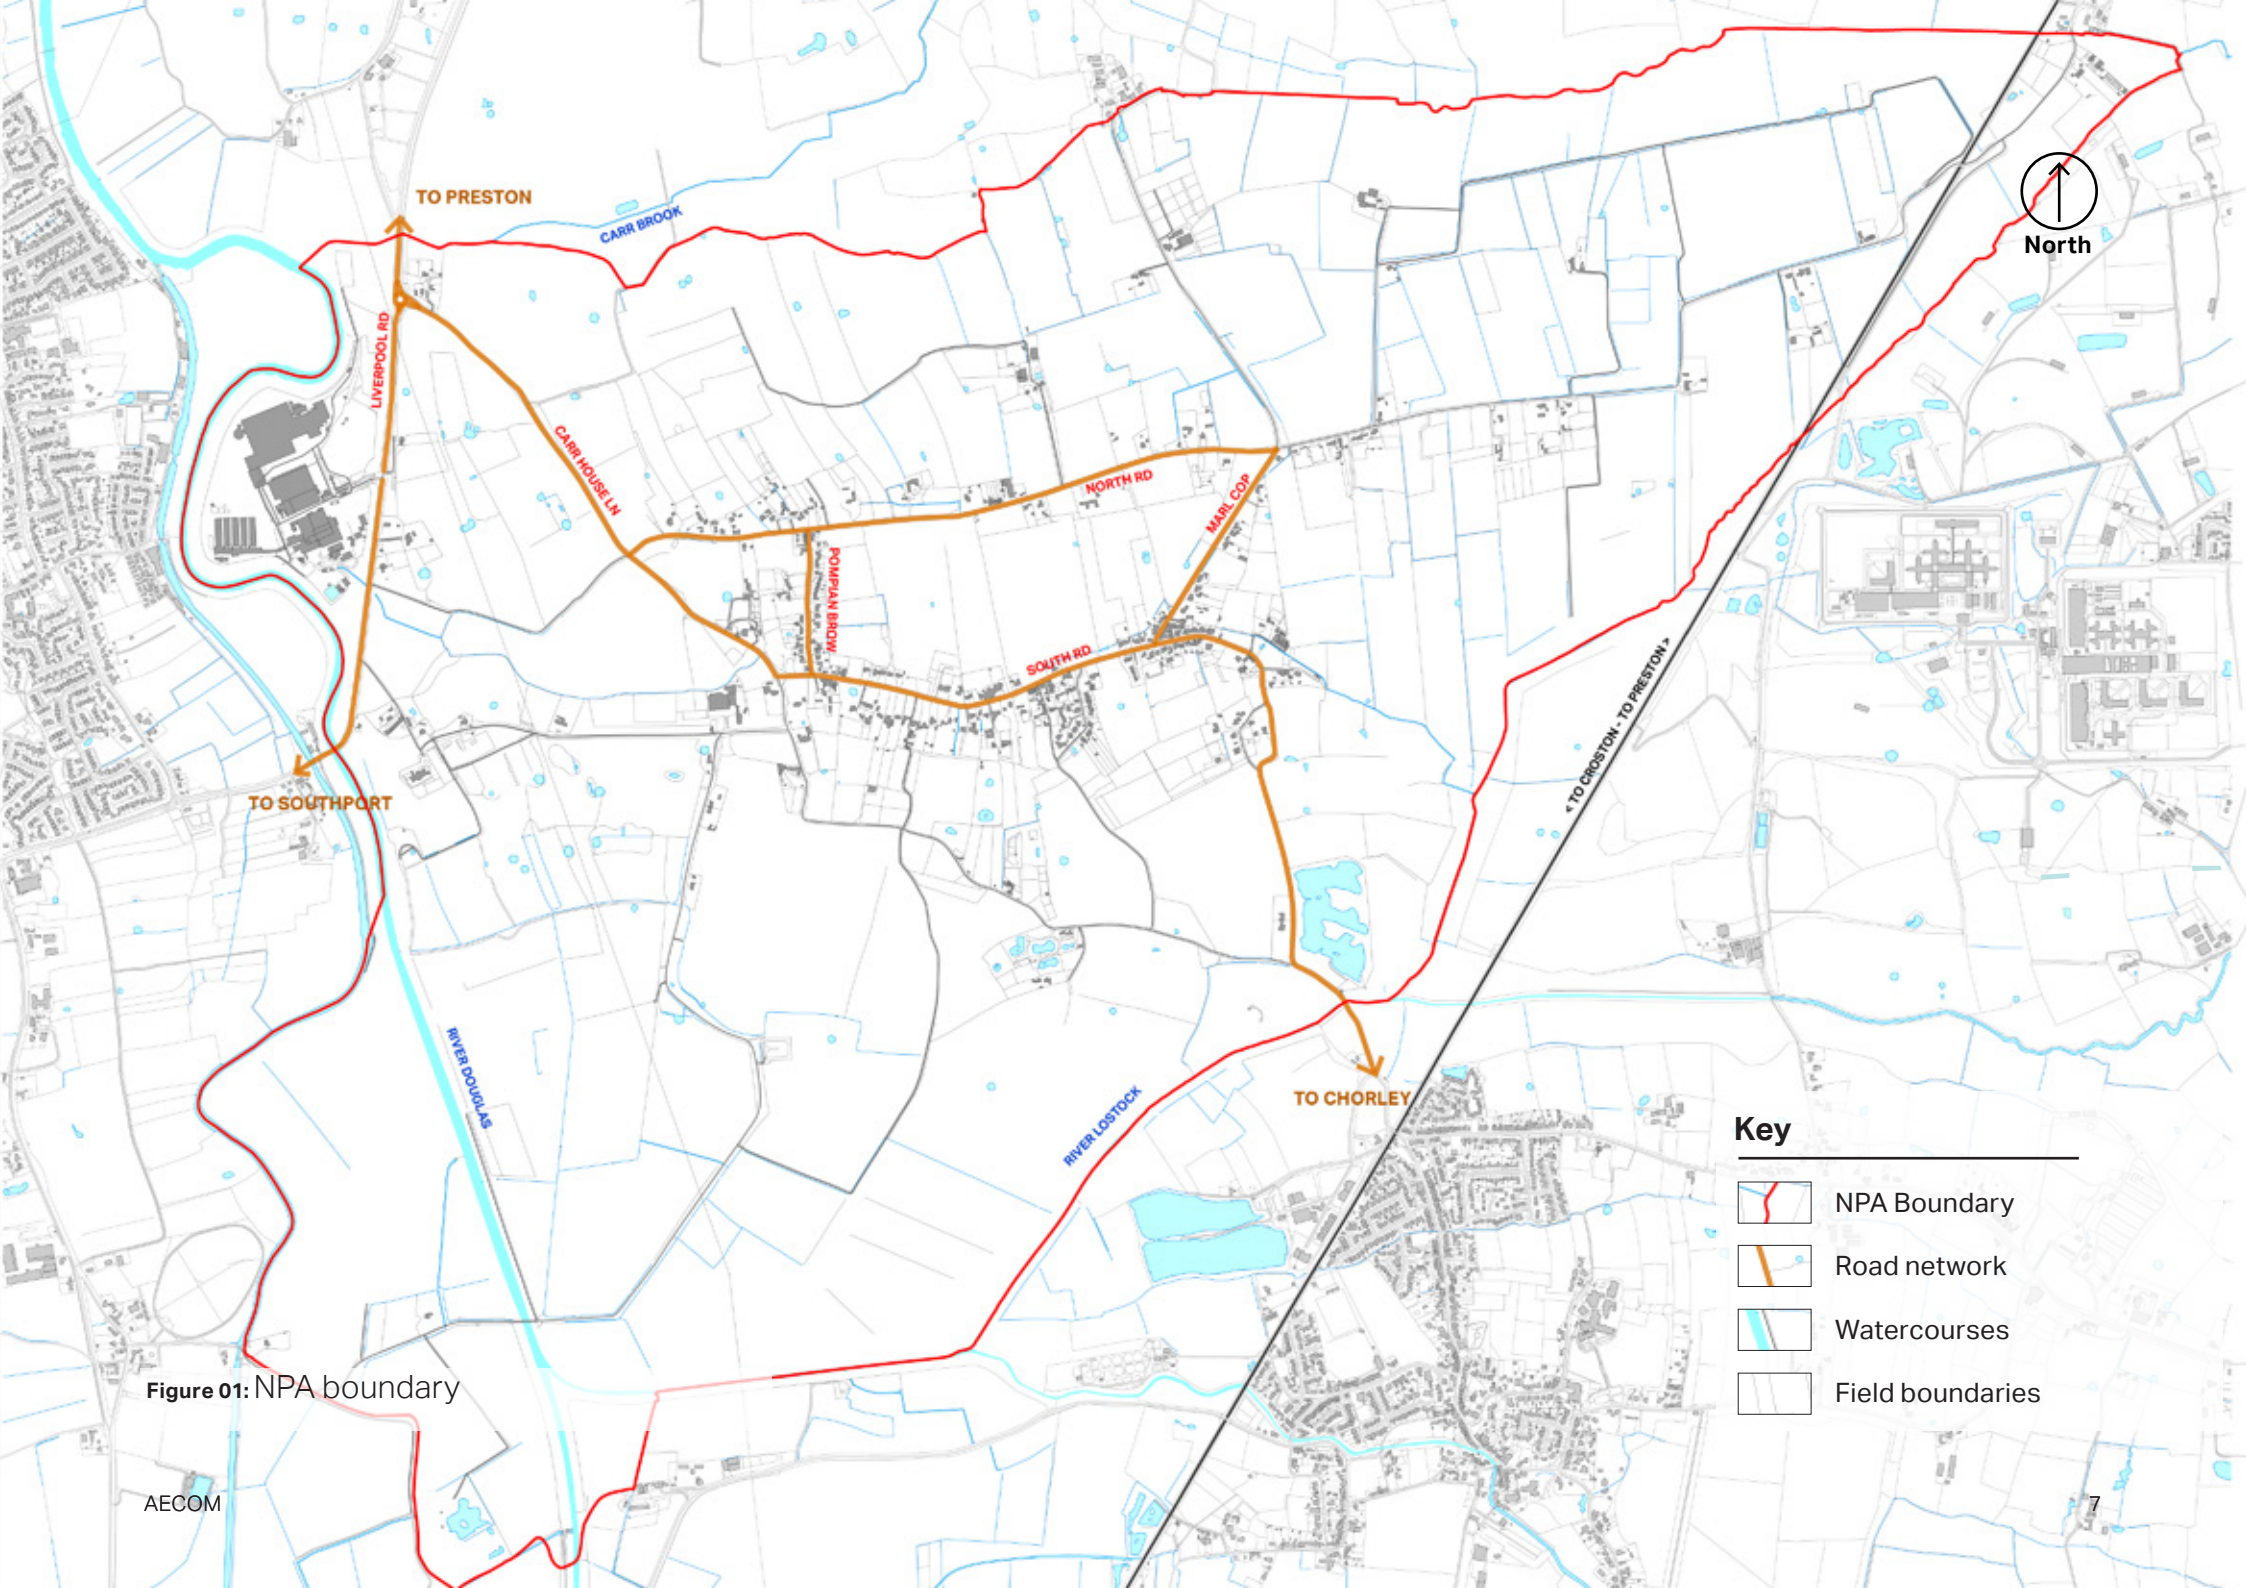 TO PRESTON
CARR BROOK
North
LIVERPOOL RD
CARR HOUSE LN
NORTH RD
MARL COP
POMPIAN BROW
SOUTH RD
< TO CROSTON - TO PRESTON >
TO SOUTHPORT
RIVER DOUGLAS
RIVER LOSTOCK
TO CHORLEY
Key
NPA Boundary
Road network
Watercourses
Field boundaries
Figure 01: NPA boundary
AECOM
7